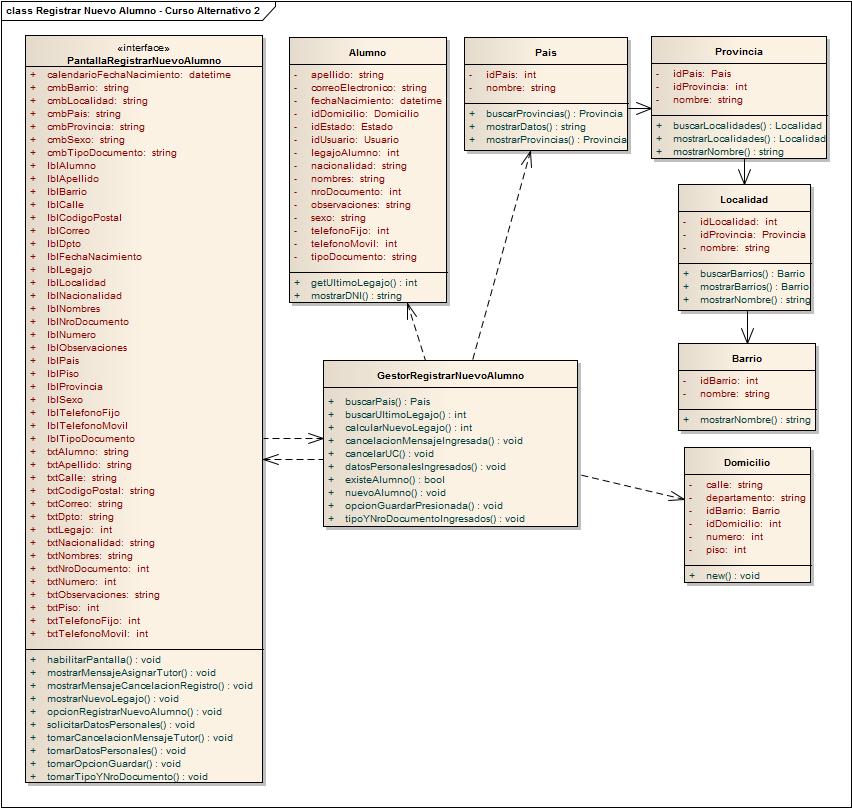 class Registrar Nuevo Alumno - Curso Alternativo 2
«interface»
PantallaRegistrarNuevoAlumno
+ calendarioFechaNacimiento: datetime
+ cmbBarrio: string
+ cmbLocalidad: string
+ cmbPais: string
+ cmbProvincia: string
+ cmbSexo: string
+ cmbTipoDocumento: string
+ lblAlumno
+ lblApellido
+ lblBarrio
+ lblCalle
+ lblCodigoPostal
+ lblCorreo
+ lblDpto
+ lblFechaNacimiento
+ lblLegajo
+ lblLocalidad
+ lblNacionalidad
+ lblNombres
+ lblNroDocumento
+ lblNumero
+ lblObservaciones
+ lblPais
+ lblPiso
+ lblProvincia
+ lblSexo
+ lblTelefonoFijo
+ lblTelefonoMovil
+ lblTipoDocumento
+ txtAlumno: string
+ txtApellido: string
+ txtCalle: string
+ txtCodigoPostal: string
+ txtCorreo: string
+ txtDpto: string
+ txtLegajo: int
+ txtNacionalidad: string
+ txtNombres: string
+ txtNroDocumento: int
+ txtNumero: int
+ txtObservaciones: string
+ txtPiso: int
+ txtTelefonoFijo: int
+ txtTelefonoMovil: int
+ habilitarPantalla() : void
+ mostrarMensajeAsignarTutor() : void
+ mostrarMensajeCancelacionRegistro() : void
+ mostrarNuevoLegajo() : void
+ opcionRegistrarNuevoAlumno() : void
+ solicitarDatosPersonales() : void
+ tomarCancelacionMensajeTutor() : void
+ tomarDatosPersonales() : void
+ tomarOpcionGuardar() : void
+ tomarTipoYNroDocumento() : void
Alumno
- apellido: string
- correoElectronico: string
- fechaNacimiento: datetime
- idDomicilio: Domicilio
- idEstado: Estado
- idUsuario: Usuario
- legajoAlumno: int
- nacionalidad: string
- nombres: string
- nroDocumento: int
- observaciones: string
- sexo: string
- telefonoFijo: int
- telefonoMovil: int
- tipoDocumento: string
+ getUltimoLegajo() : int
+ mostrarDNI() : string
Pais
- idPais: int
- nombre: string
+ buscarProvincias() : Provincia
+ mostrarDatos() : string
+ mostrarProvincias() : Provincia
Provincia
- idPais: Pais
- idProvincia: int
- nombre: string
+ buscarLocalidades() : Localidad
+ mostrarLocalidades() : Localidad
+ mostrarNombre() : string
Localidad
- idLocalidad: int
- idProvincia: Provincia
- nombre: string
+ buscarBarrios() : Barrio
+ mostrarBarrios() : Barrio
+ mostrarNombre() : string
Barrio
- idBarrio: int
- nombre: string
+ mostrarNombre() : string
GestorRegistrarNuevoAlumno
+ buscarPais() : Pais
+ buscarUltimoLegajo() : int
+ calcularNuevoLegajo() : int
+ cancelacionMensajeIngresada() : void
+ cancelarUC() : void
+ datosPersonalesIngresados() : void
+ existeAlumno() : bool
+ nuevoAlumno() : void
+ opcionGuardarPresionada() : void
+ tipoYNroDocumentoIngresados() : void
Domicilio
- calle: string
- departamento: string
- idBarrio: Barrio
- idDomicilio: int
- numero: int
- piso: int
+ new() : void